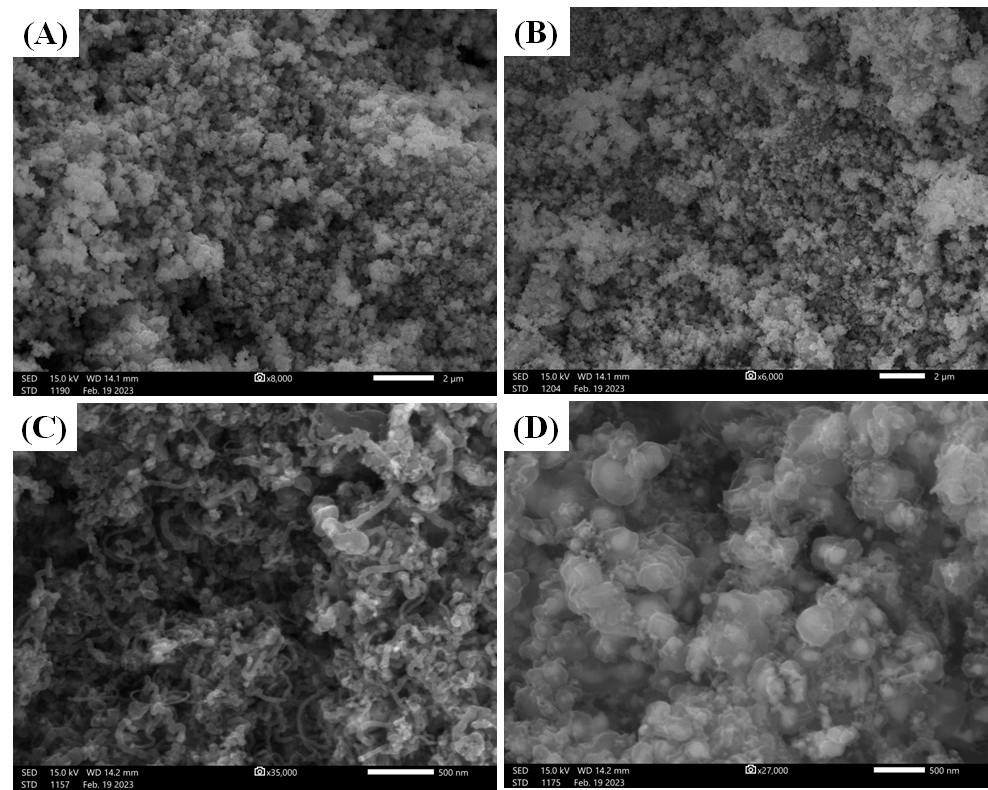 (A)
SED 15.0 kV WD 14.1 mm x8,000 2 µm
STD 1190 Feb. 19 2023
(B)
SED 15.0 kV WD 14.1 mm x6,000 2 µm
STD 1204 Feb. 19 2023
(C)
SED 15.0 kV WD 14.2 mm x35,000 500 nm
STD 1157 Feb. 19 2023
(D)
SED 15.0 kV WD 14.2 mm x27,000 500 nm
STD 1175 Feb. 19 2023